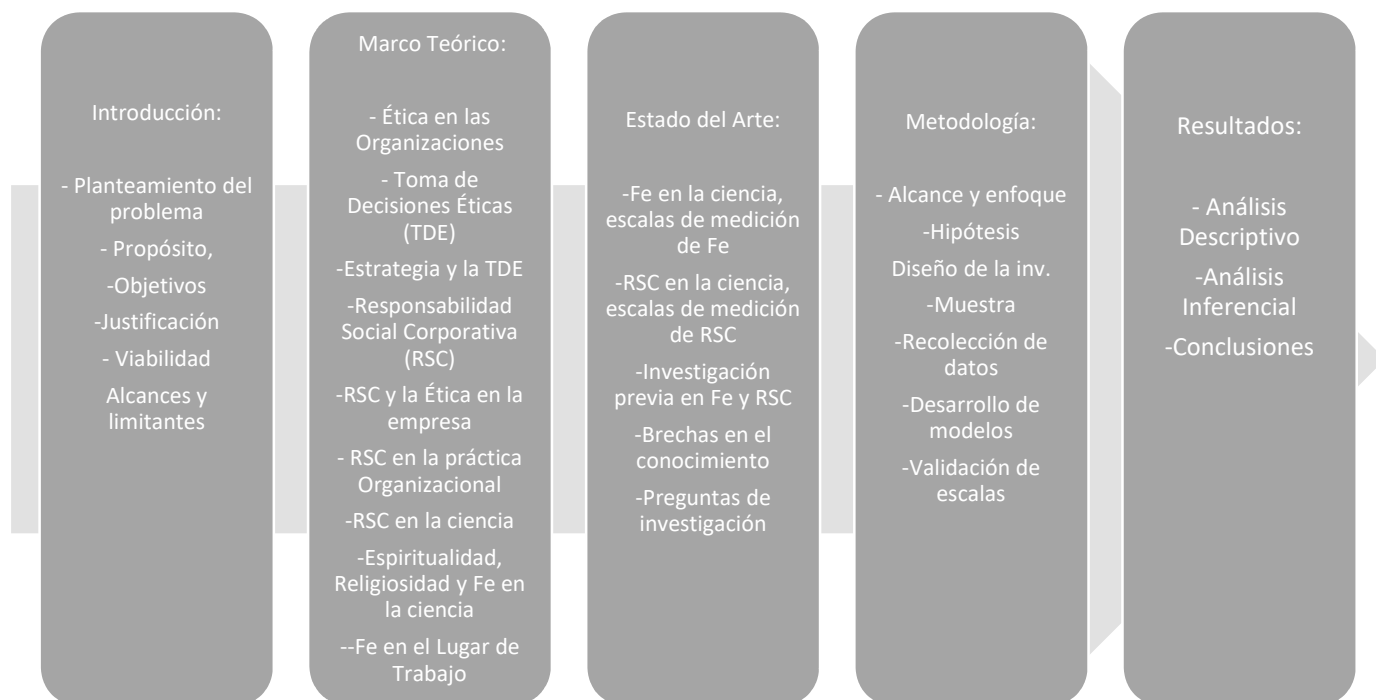 Introducción:
- Planteamiento del
problema
- Propósito,
-Objetivos
-Justificación
- Viabilidad
Alcances y
limitantes
Marco Teórico:
- Ética en las
Organizaciones
- Toma de
Decisiones Éticas
(TDE)
-Estrategia y la TDE
-Responsabilidad
Social Corporativa
(RSC)
-RSC y la Ética en la
empresa
- RSC en la práctica
Organizacional
-RSC en la ciencia
-Espiritualidad,
Religiosidad y Fe en
la ciencia
--Fe en el Lugar de
Trabajo
Estado del Arte:
-Fe en la ciencia,
escalas de medición
de Fe
-RSC en la ciencia,
escalas de medición
de RSC
-Investigación
previa en Fe y RSC
-Brechas en el
conocimiento
-Preguntas de
investigación
Metodología:
- Alcance y enfoque
-Hipótesis
Diseño de la inv.
-Muestra
-Recolección de
datos
-Desarrollo de
modelos
-Validación de
escalas
Resultados:
- Análisis
Descriptivo
-Análisis
Inferencial
-Conclusiones